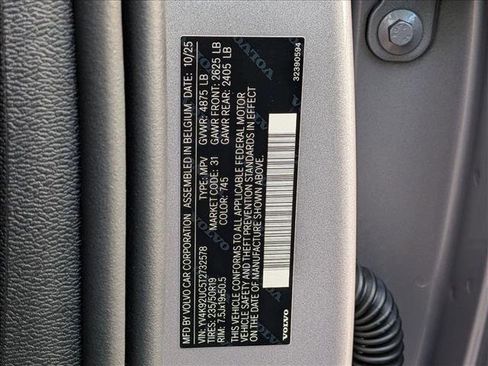 MFD BY VOLVO CAR CORPORATION ASSEMBLED IN BELGIUM DATE: 10/25
VIN: YV4K92UC5T2732578 TYPE: MPV GVWR: 4875 LB
TIRES: 235/50R19 MARKET CODE: 31 GAWR FRONT: 2625 LB
RIM: 7.5Jx19x50.5 COLOR: 745 GAWR REAR: 2405 LB
THIS VEHICLE CONFORMS TO ALL APPLICABLE FEDERAL MOTOR
VEHICLE SAFETY AND THEFT PREVENTION STANDARDS IN EFFECT
ON THE DATE OF MANUFACTURE SHOWN ABOVE.
VOLVO
32390594